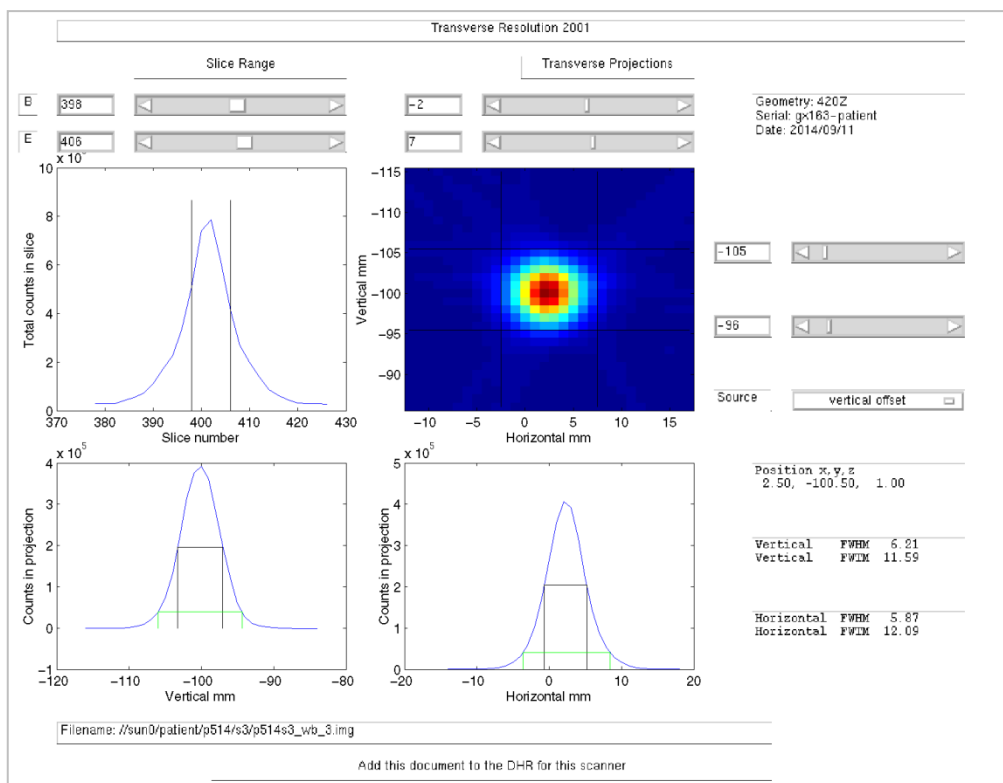 Transverse Resolution 2001
Slice Range
Transverse Projections
B 398
-2
E 406
7
Geometry: 420Z
Serial: gx163-patient
Date: 2014/09/11
x 10
10
8
6
4
2
0
Total counts in slice
370 380 390 400 410 420 430
Slice number
-115
-110
-105
-100
-95
-90
Vertical mm
-10 -5 0 5 10 15
Horizontal mm
-105
-96
Source vertical offset
x 10^5
4
3
2
1
0
-1
Counts in projection
-120 -110 -100 -90 -80
Vertical mm
x 10^5
5
4
3
2
1
0
Counts in projection
-20 -10 0 10 20
Horizontal mm
Position x,y,z
2.50, -100.50, 1.00
Vertical FWHM 6.21
Vertical FWTM 11.59
Horizontal FWHM 5.87
Horizontal FWTM 12.09
Filename: //sun0/patient/p514/s3/p514s3_wb_3.img
Add this document to the DHR for this scanner